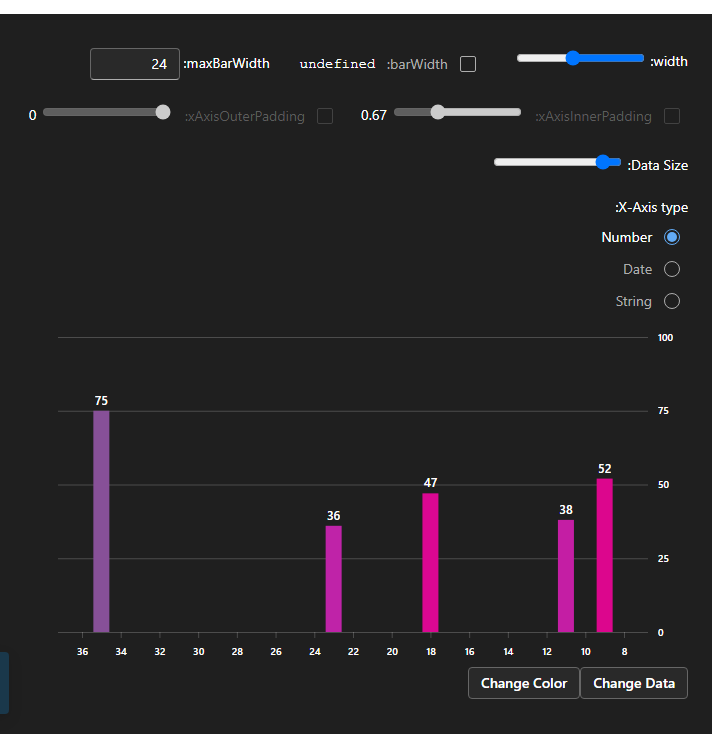 width:
barWidth: undefined
maxBarWidth: 24
xAxisInnerPadding: 0.67
xAxisOuterPadding: 0
Data Size:
X-Axis type:
Number
Date
String
100
75
75
52
50
47
38
36
25
0
36 34 32 30 28 26 24 22 20 18 16 14 12 10 8
Change Color
Change Data